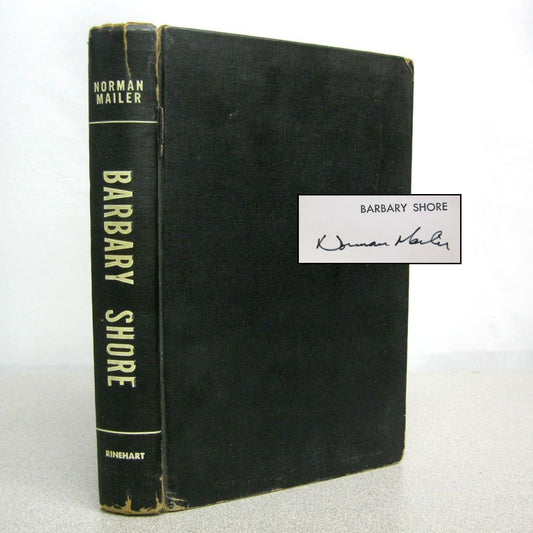 NORMAN
MAILER
BARBARY SHORE
RINEHART
BARBARY SHORE
Norman Mailer